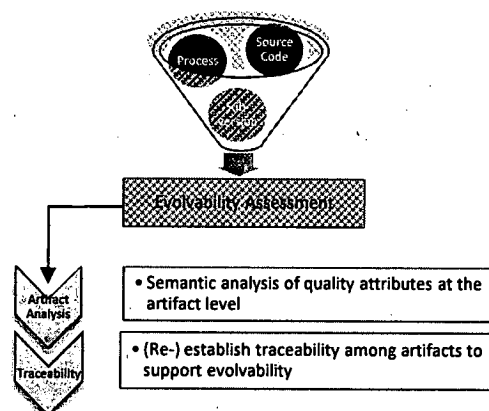 Process
Source
Code
Evolvability Assessment
Artifact
Analysis
• Semantic analysis of quality attributes at the
artifact level
Traceability
• (Re-) establish traceability among artifacts to
support evolvability